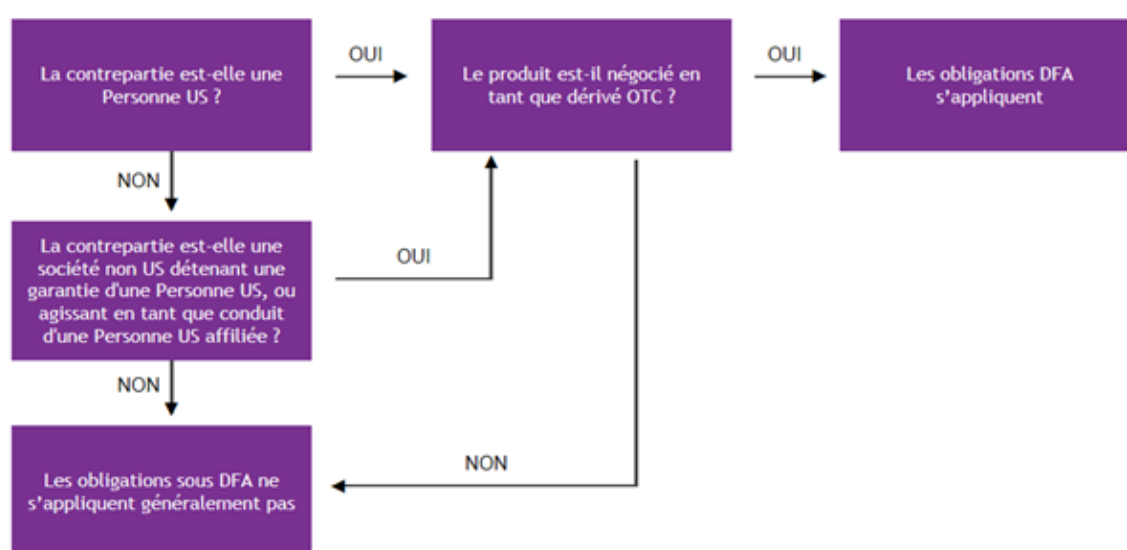 La contrepartie est-elle une
Personne US ?
OUI
Le produit est-il négocié en
tant que dérivé OTC ?
OUI
Les obligations DFA
s'appliquent
NON
La contrepartie est-elle une
société non US détenant une
garantie d'une Personne US, ou
agissant en tant que conduit
d'une Personne US affiliée ?
OUI
NON
Les obligations sous DFA ne
s'appliquent généralement pas
NON